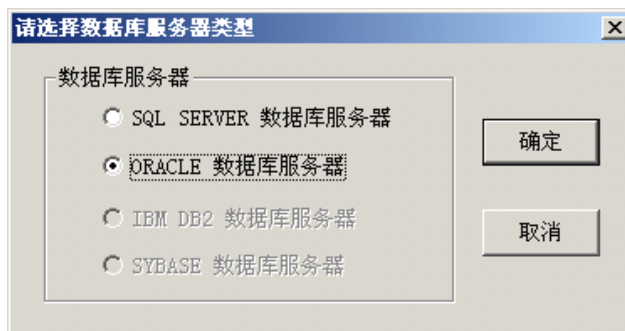 请选择数据库服务器类型
数据库服务器
SQL SERVER 数据库服务器
ORACLE 数据库服务器
IBM DB2 数据库服务器
SYBASE 数据库服务器
确定
取消